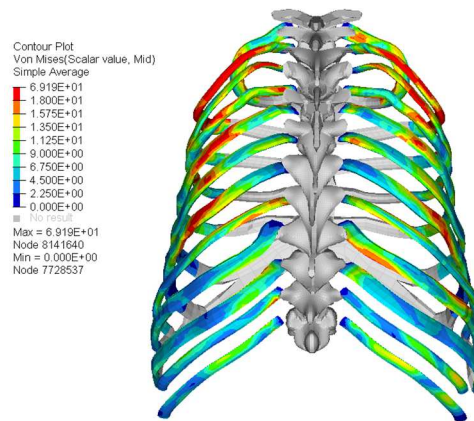 Contour Plot
Von Mises(Scalar value, Mid)
Simple Average
6.919E+01
1.800E+01
1.575E+01
1.350E+01
1.125E+01
9.000E+00
6.750E+00
4.500E+00
2.250E+00
0.000E+00
No result
Max = 6.919E+01
Node 8141640
Min = 0.000E+00
Node 7728537